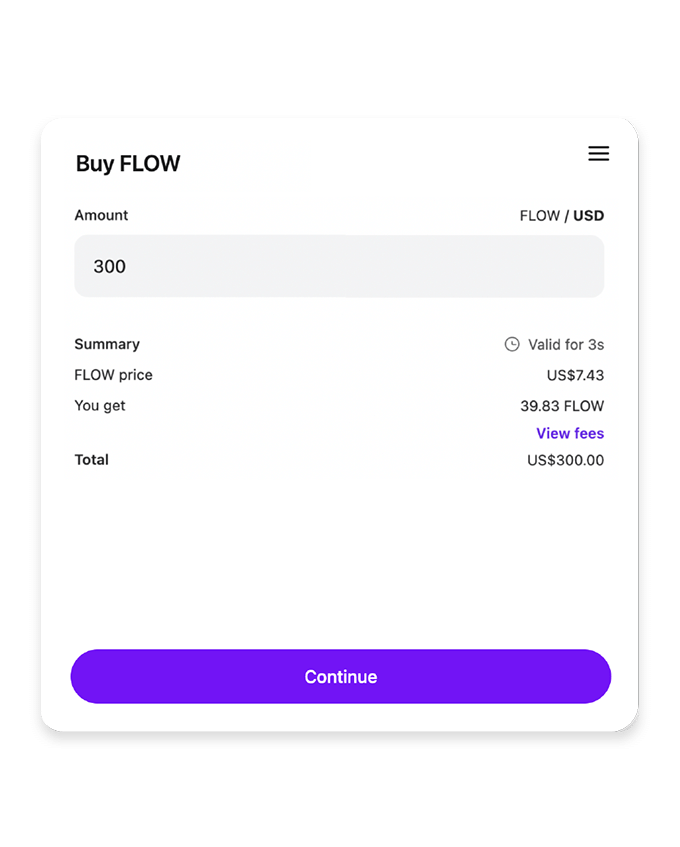 Buy FLOW
Amount FLOW / USD
300
Summary Valid for 3s
FLOW price US$7.43
You get 39.83 FLOW
View fees
Total US$300.00
Continue